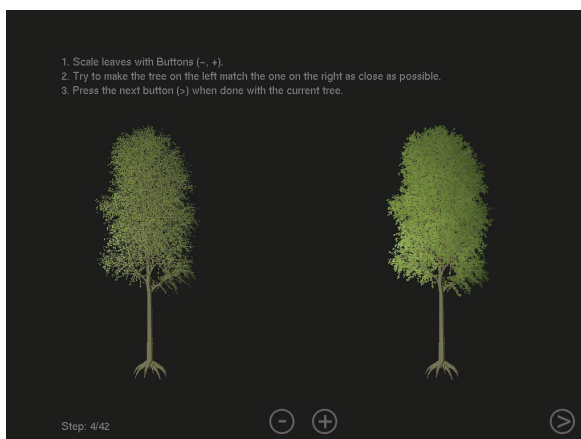 1. Scale leaves with Buttons (−, +).
2. Try to make the tree on the left match the one on the right as close as possible.
3. Press the next button (>) when done with the current tree.
Step: 4/42
- + >